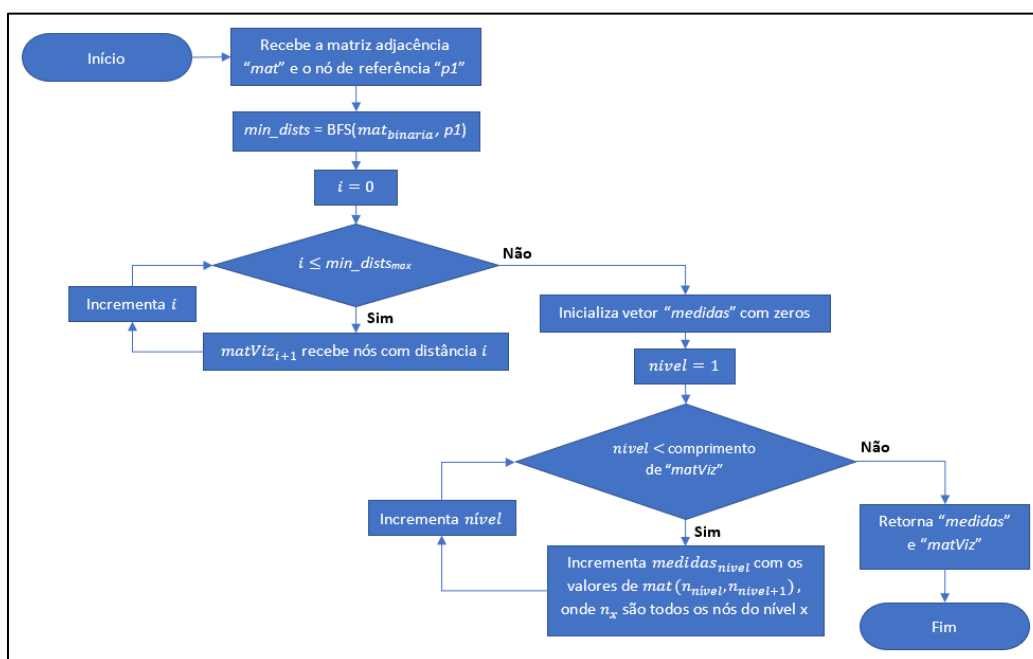 Início
Recebe a matriz adjacência
“mat” e o nó de referência “p1”
min_dists = BFS(mat_binaria, p1)
i = 0
i ≤ min_dists_max
Não
Sim
Incrementa i
matViz_i+1 recebe nós com distância i
Inicializa vetor “medidas” com zeros
nivel = 1
nivel < comprimento
de “matViz”
Não
Sim
Incrementa nível
Incrementa medidas_nivel com os
valores de mat(n_nível, n_nivel+1) ,
onde n_x são todos os nós do nível x
Retorna “medidas”
e “matViz”
Fim